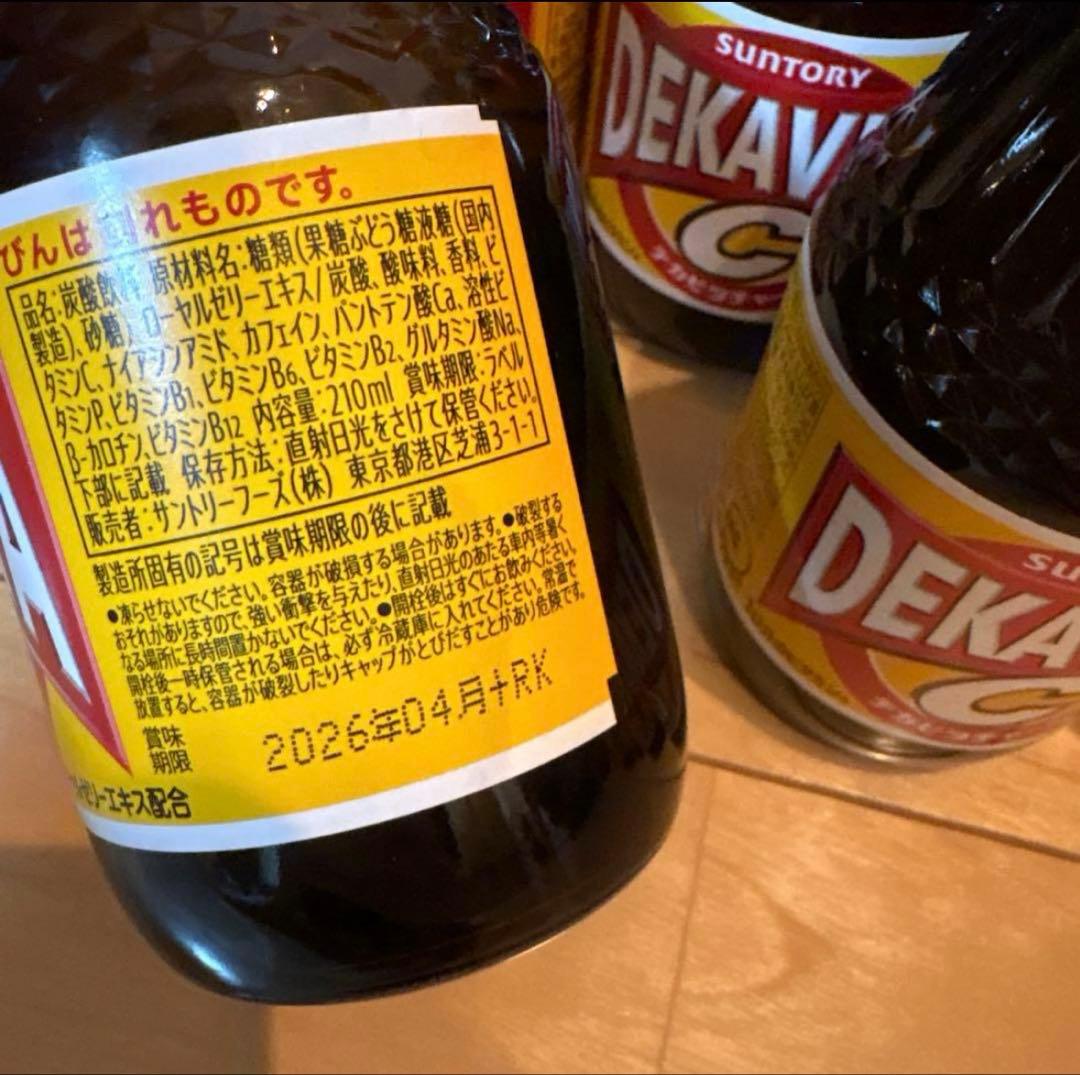 びんは れものです。
品名:炭酸飲 原材料名:糖類(果糖ぶどう糖液糖(国内
製造)、砂糖)、ローヤルゼリーエキス/炭酸、酸味料、香料、ビ
タミンC、ナイアシンアミド、カフェイン、パントテン酸Ca、溶性ビ
タミンP、ビタミンB1、ビタミンB6、ビタミンB2、グルタミン酸Na、
β-カロチン、ビタミンB12 内容量:210ml 賞味期限:ラベル
下部に記載 保存方法:直射日光をさけて保管ください。
販売者:サントリーフーズ(株) 東京都港区芝浦3-1-1
製造所固有の記号は賞味期限の後に記載
●凍らせないでください。容器が破損する場合があります。●破裂する
おそれがありますので、強い衝撃を与えたり、直射日光のあたる車内等暑く
なる場所に長時間置かないでください。●開栓後はすぐにお飲みください。
開栓後一時保管される場合は、必ず冷蔵庫に入れてください。常温で
放置すると、容器が破裂したりキャップがとびだすことがあり危険です。
賞味
期限
2026年04月+RK
ゼリーエキス配合
SUNTORY
DEKAV
C
デカビタ
SU
DEKA
C
デカビタ